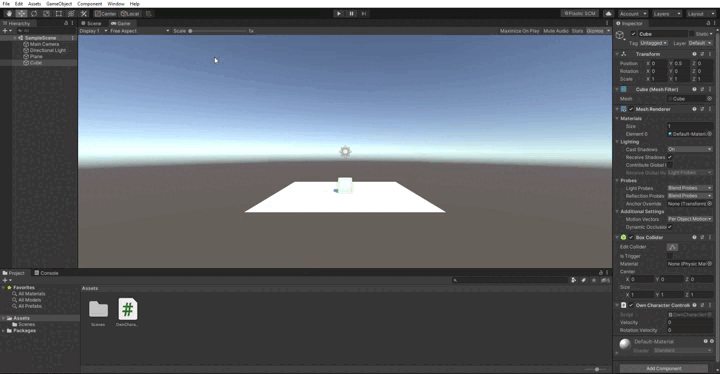 File Edit Assets GameObject Component Window Help
Center Local
Plastic SCM
Account
Layers
Layout
Hierarchy
Scene
Game
Inspector
All
Display 1
Free Aspect
Scale
1x
Maximize On Play
Mute Audio
Stats
Gizmos
SampleScene
Main Camera
Directional Light
Plane
Cube
Cube
Static
Tag Untagged
Layer Default
Transform
Position X 0 Y 0.5 Z 0
Rotation X 0 Y 0 Z 0
Scale X 1 Y 1 Z 1
Cube (Mesh Filter)
Mesh
Cube
Mesh Renderer
Materials
Size
1
Element 0
Default-Materi
Lighting
Cast Shadows
On
Receive Shadows
Contribute Global I
Light Probes
Probes
Light Probes
Blend Probes
Reflection Probes
Blend Probes
Anchor Override
None (Transform
Additional Settings
Motion Vectors
Per Object Motion
Dynamic Occlusi
Box Collider
Edit Collider
Is Trigger
Material
None (Physic Mat
Center
X 0 Y 0 Z 0
Size
X 1 Y 1 Z 1
Own Character Controlle
Script
OwnCharacter
Velocity
0
Rotation Velocity
0
Default-Material
Shader
Standard
Add Component
Project
Console
Favorites
All Materials
All Models
All Prefabs
Assets
Scenes
Packages
Assets
Scenes
OwnChara...